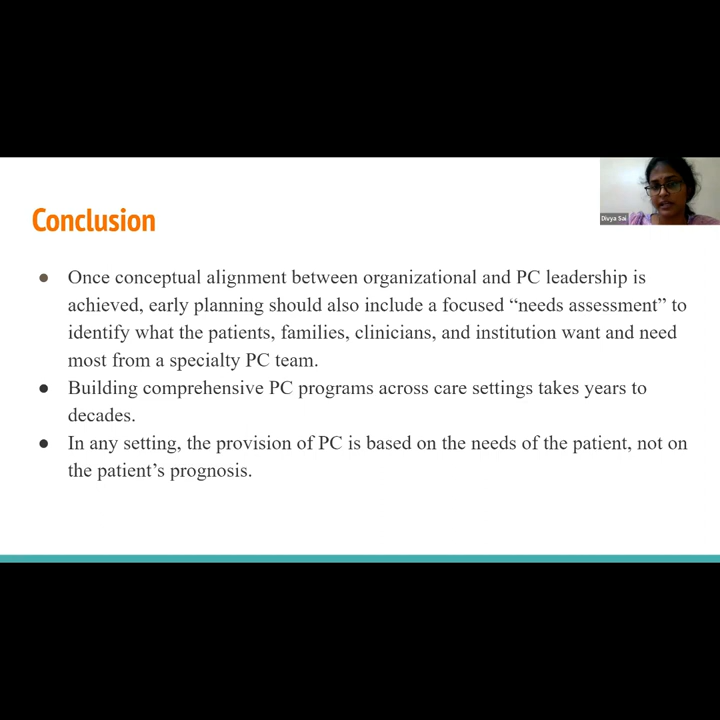 Divya Sai
Conclusion
● Once conceptual alignment between organizational and PC leadership is
achieved, early planning should also include a focused “needs assessment” to
identify what the patients, families, clinicians, and institution want and need
most from a specialty PC team.
● Building comprehensive PC programs across care settings takes years to
decades.
● In any setting, the provision of PC is based on the needs of the patient, not on
the patient’s prognosis.